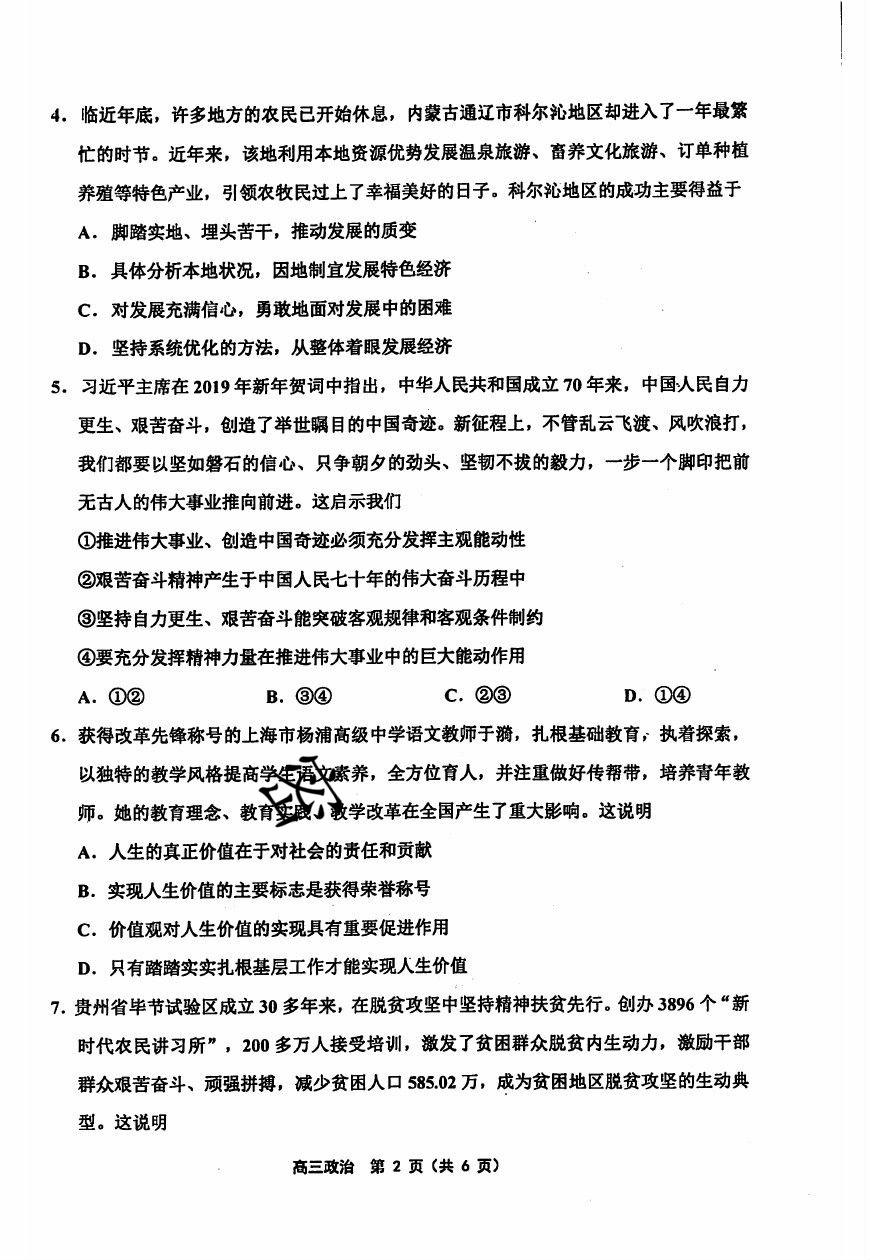 4．临近年底，许多地方的农民已开始休息，内蒙古通辽市科尔沁地区却进入了一年最繁
忙的时节。近年来，该地利用本地资源优势发展温泉旅游、畜养文化旅游、订单种植
养殖等特色产业，引领农牧民过上了幸福美好的日子。科尔沁地区的成功主要得益于
A．脚踏实地、埋头苦干，推动发展的质变
B．具体分析本地状况，因地制宜发展特色经济
C．对发展充满信心，勇敢地面对发展中的困难
D．坚持系统优化的方法，从整体着眼发展经济
5．习近平主席在2019年新年贺词中指出，中华人民共和国成立70年来，中国人民自力
更生、艰苦奋斗，创造了举世瞩目的中国奇迹。新征程上，不管乱云飞渡、风吹浪打，
我们都要以坚如磐石的信心、只争朝夕的劲头、坚韧不拔的毅力，一步一个脚印把前
无古人的伟大事业推向前进。这启示我们
①推进伟大事业、创造中国奇迹必须充分发挥主观能动性
②艰苦奋斗精神产生于中国人民七十年的伟大奋斗历程中
③坚持自力更生、艰苦奋斗能突破客观规律和客观条件制约
④要充分发挥精神力量在推进伟大事业中的巨大能动作用
A．①② B．③④ C．②③ D．①④
6．获得改革先锋称号的上海市杨浦高级中学语文教师于漪，扎根基础教育，执着探索，
以独特的教学风格提高学生语文素养，全方位育人，并注重做好传帮带，培养青年教
师。她的教育理念、教育实践、教学改革在全国产生了重大影响。这说明
A．人生的真正价值在于对社会的责任和贡献
B．实现人生价值的主要标志是获得荣誉称号
C．价值观对人生价值的实现具有重要促进作用
D．只有踏踏实实扎根基层工作才能实现人生价值
7．贵州省毕节试验区成立30多年来，在脱贫攻坚中坚持精神扶贫先行。创办3896个“新
时代农民讲习所”，200多万人接受培训，激发了贫困群众脱贫内生动力，激励干部
群众艰苦奋斗、顽强拼搏，减少贫困人口585.02万，成为贫困地区脱贫攻坚的生动典
型。这说明
高三政治 第2页（共6页）